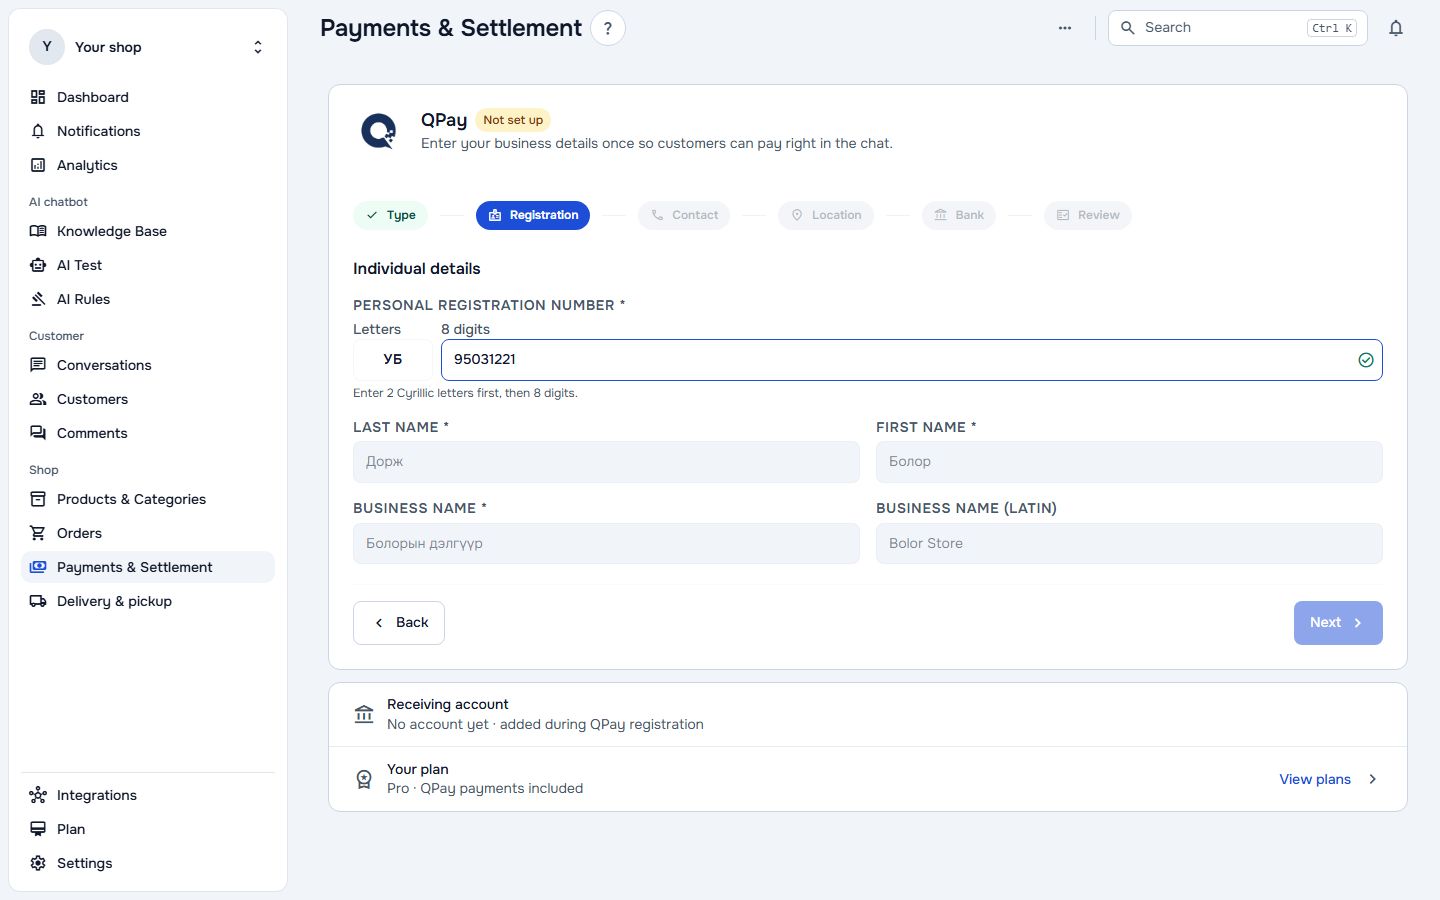 Y
Your shop
Payments & Settlement
?
Search
Ctrl K
Dashboard
Notifications
Analytics
AI chatbot
Knowledge Base
AI Test
AI Rules
Customer
Conversations
Customers
Comments
Shop
Products & Categories
Orders
Payments & Settlement
Delivery & pickup
Integrations
Plan
Settings
QPay
Not set up
Enter your business details once so customers can pay right in the chat.
Type
Registration
Contact
Location
Bank
Review
Individual details
PERSONAL REGISTRATION NUMBER *
Letters
8 digits
УБ
95031221
Enter 2 Cyrillic letters first, then 8 digits.
LAST NAME *
FIRST NAME *
Дорж
Болор
BUSINESS NAME *
BUSINESS NAME (LATIN)
Болорын дэлгүүр
Bolor Store
Back
Next
Receiving account
No account yet · added during QPay registration
Your plan
Pro · QPay payments included
View plans